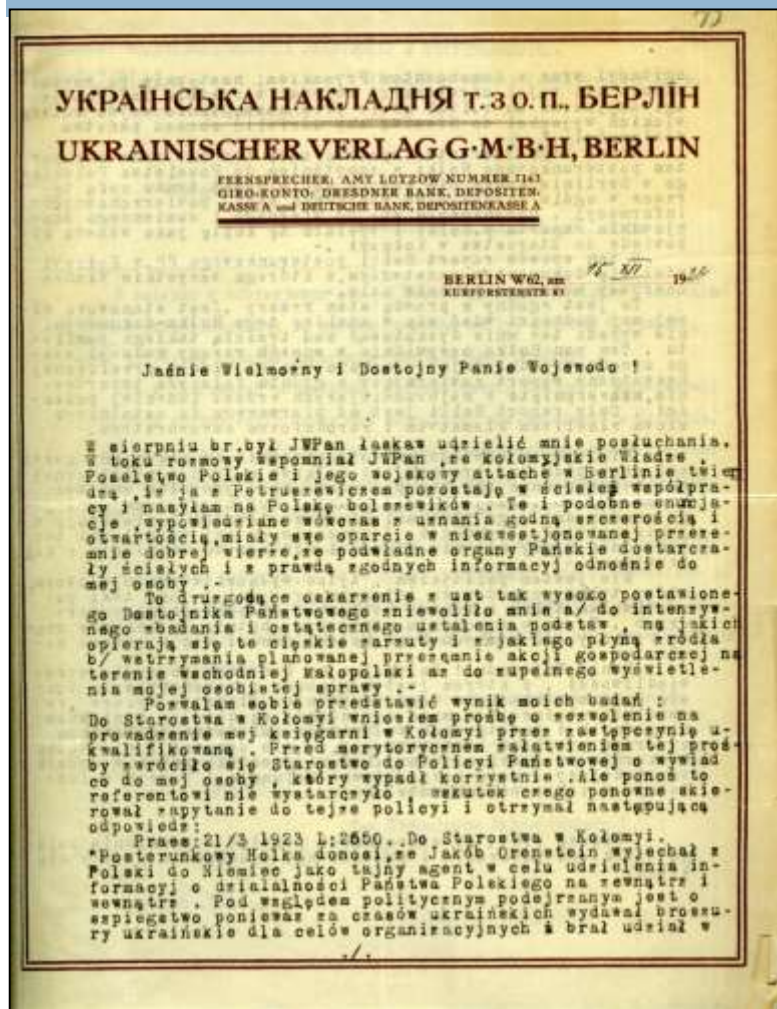 УКРАЇНСЬКА НАКЛАДНЯ Т. З О. П., БЕРЛІН
UKRAINISCHER VERLAG G·M·B·H, BERLIN
FERNSPRECHER: AMT LÜTZOW NUMMER 7143
GIRO-KONTO: DRESDNER BANK, DEPOSITEN-
KASSE A und DEUTSCHE BANK, DEPOSITENKASSE A
BERLIN W62, am 15 XII 19
KURFÜRSTENSTR. 83
Jaśnie Wielmożny i Dostojny Panie Wojewodo !
W sierpniu br.był JWPan łaskaw udzielić mnie posłuchania.
W toku rozmowy wspomniał JWPan ,że kołomyjskie Władze ,
Poselstwo Polskie i jego wojskowy attaché w Berlinie twier
dzą ,iż ja z Petruszewiczem pozostaję w ścisłej współpra-
cy i nasyłam na Polskę bolszewików . Te i podobne enuncja-
cje ,wypowiedziane wówczas z uznania godną szczerością i
otwartością,miały swe oparcie w niekwestjonowanej przeze-
mnie dobrej wierze,że podwładne organy Pańskie dostarcza-
ły ścisłych i z prawdą zgodnych informacyj odnośnie do
mej osoby .-
To druzgocące oskarżenie z ust tak wysoko postawione-
go Dostojnika Państwowego zniewoliło mnie a/ do intenzyw-
nego zbadania i ostatecznego ustalenia podstaw , na jakich
opierają się te ciężkie zarzuty i z jakiego płyną źródła
b/ wstrzymania planowanej przezemnie akcji gospodarczej na
terenie wschodniej Małopolski aż do zupełnego wyświetle-
nia mojej osobistej sprawy .-
Pozwalam sobie przedstawić wynik moich badań :
Do Starostwa w Kołomyi wniosłem prośbę o zezwolenie na
prowadzenie mej księgarni w Kołomyi przez zastępczynię u-
kwalifikowaną . Przed merytorycznem załatwieniem tej proś-
by zwróciło się Starostwo do Policyi Państwowej o wywiad
co do mej osoby , który wypadł korzystnie .Ale ponoś to
referentowi nie wystarczyło , wskutek czego ponowne skie-
rował zapytanie do tejże policyi i otrzymał następującą
odpowiedź:
Praes:21/3 1923 L:2650. Do Starostwa w Kołomyi.
"Posterunkowy Holka donosi,że Jakób Orenstein wyjechał z
Polski do Niemiec jako tajny agent w celu udzielenia in-
formacyj o działalności Państwa Polskiego na zewnątrz i
wewnątrz . Pod względem politycznym podejrzanym jest o
szpiegstwo ponieważ za czasów ukraińskich wydawał broszu-
ry ukraińskie dla celów organizacyjnych i brał udział w
./.